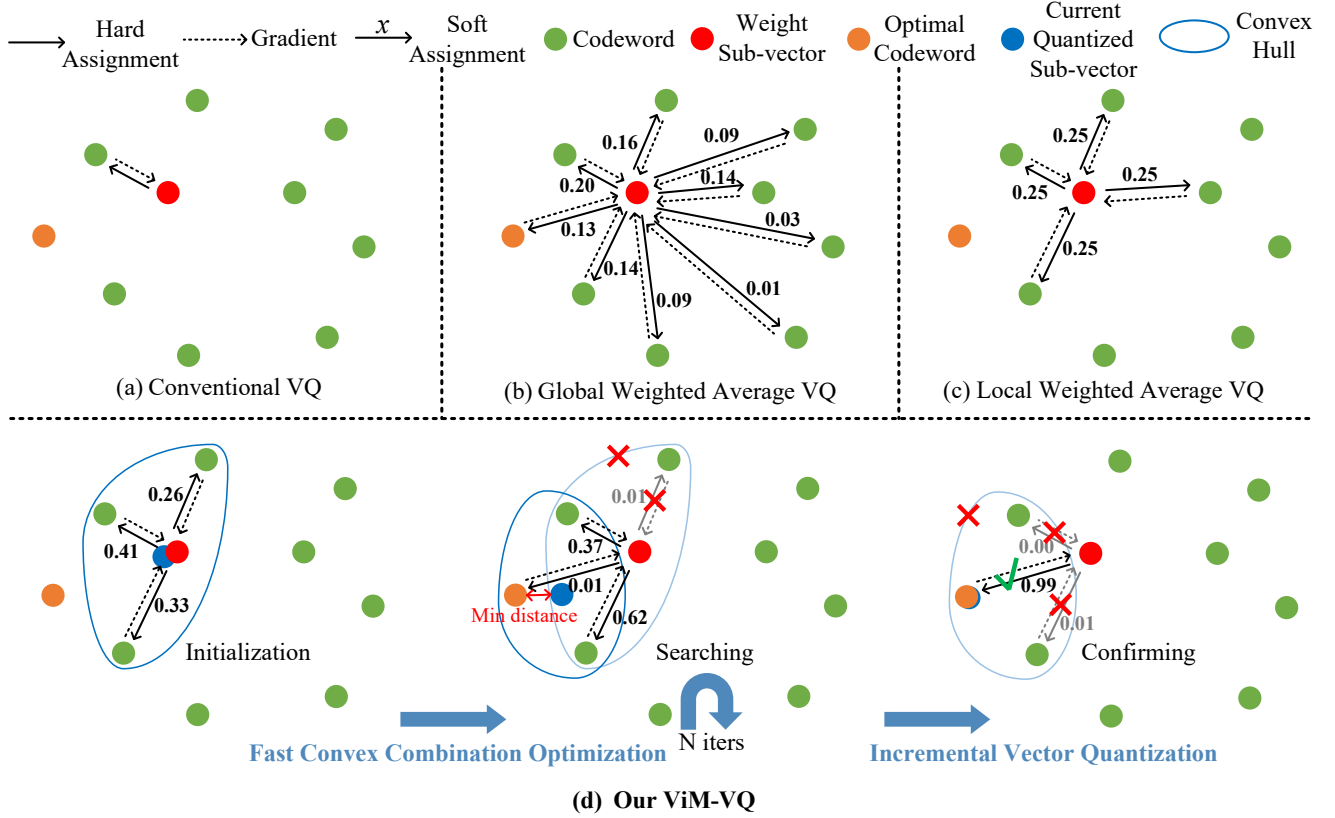 Hard Assignment
Gradient
x
Soft Assignment
Codeword
Weight Sub-vector
Optimal Codeword
Current Quantized Sub-vector
Convex Hull
(a) Conventional VQ
0.16
0.09
0.20
0.14
0.13
0.03
0.14
0.09
0.01
(b) Global Weighted Average VQ
0.25
0.25
0.25
0.25
(c) Local Weighted Average VQ
0.26
0.41
0.33
Initialization
0.01
0.37
0.01
Min distance
0.62
Searching
0.00
0.99
0.01
Confirming
Fast Convex Combination Optimization
N iters
Incremental Vector Quantization
(d) Our ViM-VQ